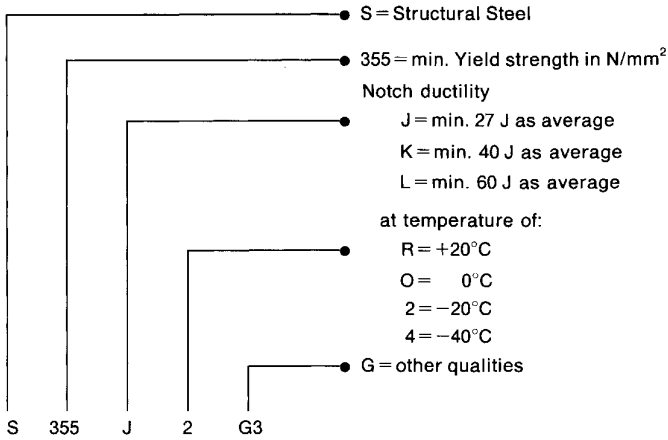 S = Structural Steel
355 = min. Yield strength in N/mm²
Notch ductility
J = min. 27 J as average
K = min. 40 J as average
L = min. 60 J as average
at temperature of:
R = +20°C
O = 0°C
2 = −20°C
4 = −40°C
G = other qualities
S 355 J 2 G3